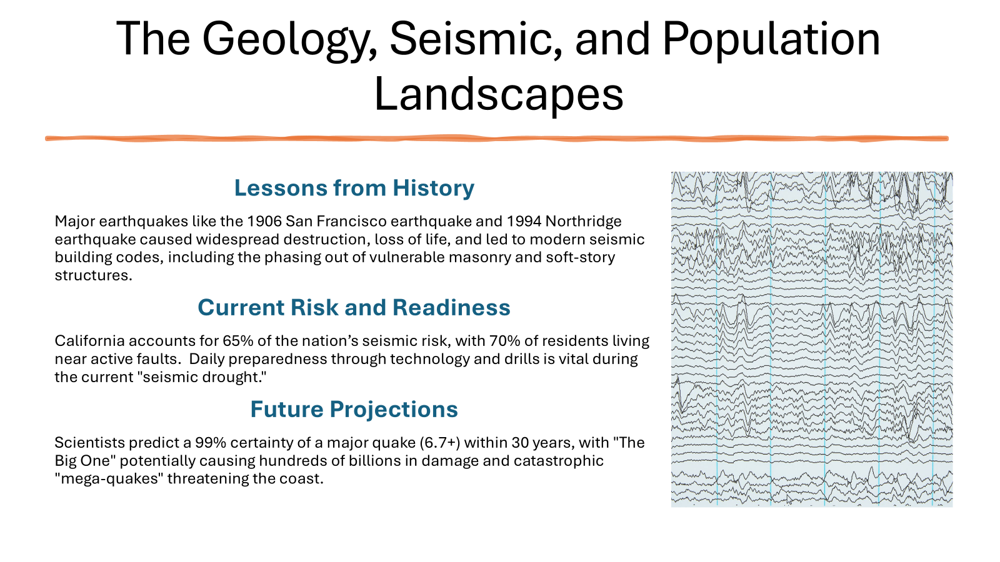 The Geology, Seismic, and Population
Landscapes
Lessons from History
Major earthquakes like the 1906 San Francisco earthquake and 1994 Northridge
earthquake caused widespread destruction, loss of life, and led to modern seismic
building codes, including the phasing out of vulnerable masonry and soft-story
structures.
Current Risk and Readiness
California accounts for 65% of the nation’s seismic risk, with 70% of residents living
near active faults.  Daily preparedness through technology and drills is vital during
the current "seismic drought."
Future Projections
Scientists predict a 99% certainty of a major quake (6.7+) within 30 years, with "The
Big One" potentially causing hundreds of billions in damage and catastrophic
"mega-quakes" threatening the coast.